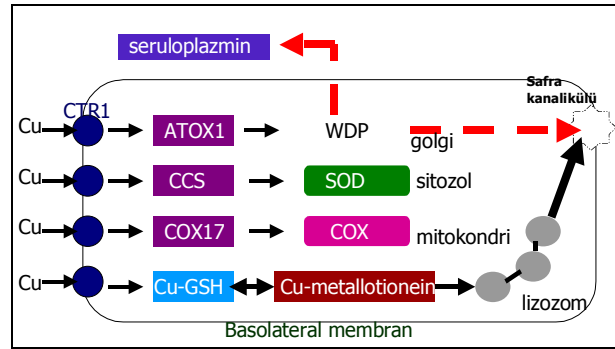 seruloplazmin
Safra
kanalikülü
CTR1
Cu
ATOX1
WDP
golgi
Cu
CCS
SOD
sitozol
Cu
COX17
COX
mitokondri
Cu
Cu-GSH
Cu-metallotionein
lizozom
Basolateral membran